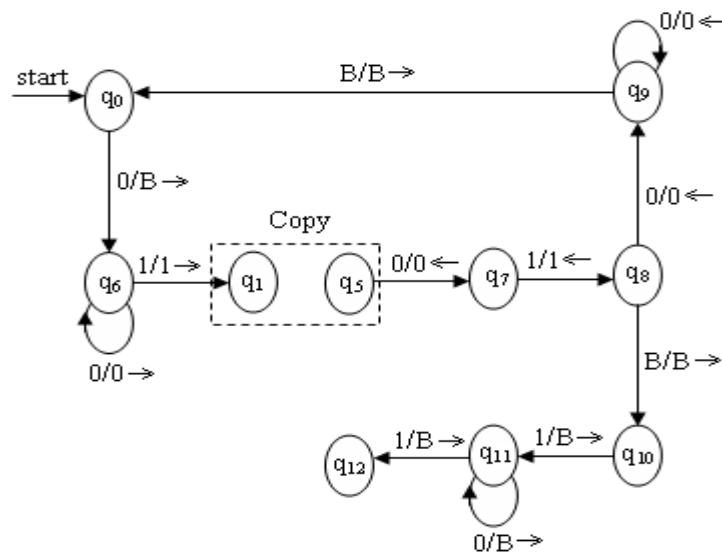 0/0←
start
B/B→
q0
q9
0/B→
0/0←
Copy
1/1→
0/0←
1/1←
q6
q1
q5
q7
q8
0/0→
B/B→
1/B→
1/B→
q12
q11
q10
0/B→